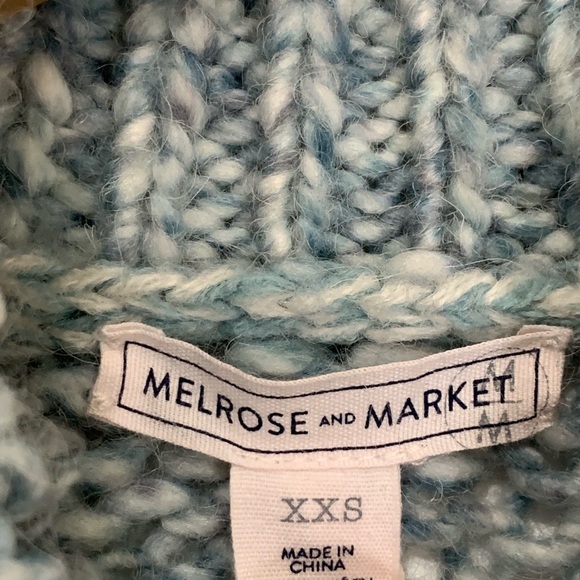 MELROSE AND MARKET
M
M
XXS
MADE IN
CHINA